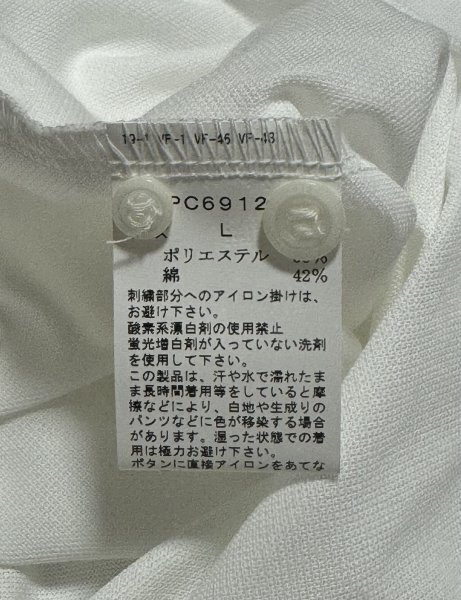 PC6912
L
ポリエステル
綿 42%
刺繍部分へのアイロン掛けは、
お避け下さい。
酸素系漂白剤の使用禁止
蛍光増白剤が入っていない洗剤
を使用して下さい。
この製品は、汗や水で濡れたま
ま長時間着用等をしていると摩
擦などにより、白地や生成りの
パンツなどに色が移染する場合
があります。湿った状態での着
用は極力お避け下さい。
ボタンに直接アイロンをあてな